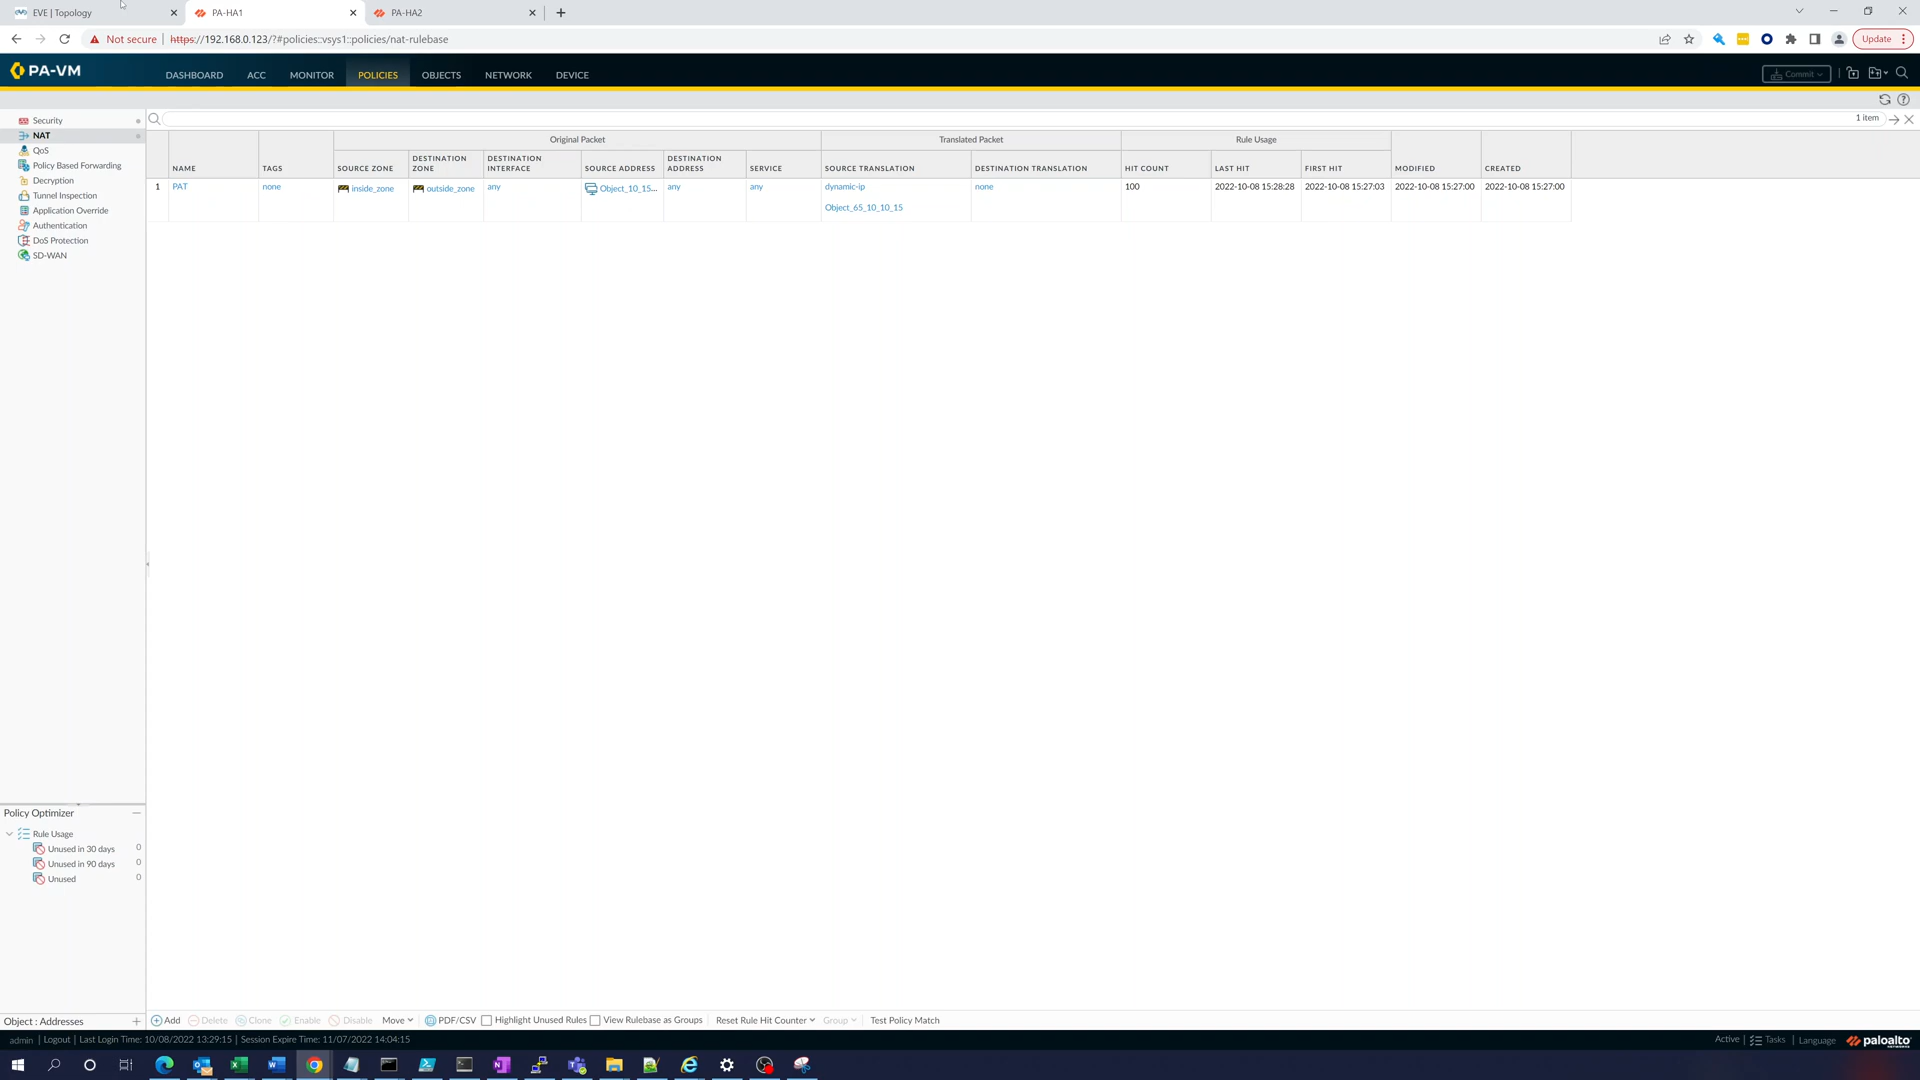 EVE | Topology
PA-HA1
PA-HA2
Not secure
https://192.168.0.123/?#policies::vsys1::policies/nat-rulebase
Update
PA-VM
DASHBOARD
ACC
MONITOR
POLICIES
OBJECTS
NETWORK
DEVICE
Commit
Security
NAT
QoS
Policy Based Forwarding
Decryption
Tunnel Inspection
Application Override
Authentication
DoS Protection
SD-WAN
1 item
Original Packet
Translated Packet
Rule Usage
NAME
TAGS
SOURCE ZONE
DESTINATION ZONE
DESTINATION INTERFACE
SOURCE ADDRESS
DESTINATION ADDRESS
SERVICE
SOURCE TRANSLATION
DESTINATION TRANSLATION
HIT COUNT
LAST HIT
FIRST HIT
MODIFIED
CREATED
1
PAT
none
inside_zone
outside_zone
any
Object_10_15...
any
any
dynamic-ip
Object_65_10_10_15
none
100
2022-10-08 15:28:28
2022-10-08 15:27:03
2022-10-08 15:27:00
2022-10-08 15:27:00
Policy Optimizer
Rule Usage
Unused in 30 days 0
Unused in 90 days 0
Unused 0
Object : Addresses
Add
Delete
Clone
Enable
Disable
Move
PDF/CSV
Highlight Unused Rules
View Rulebase as Groups
Reset Rule Hit Counter
Group
Test Policy Match
admin | Logout | Last Login Time: 10/08/2022 13:29:15 | Session Expire Time: 11/07/2022 14:04:15
Active | Tasks | Language
paloalto